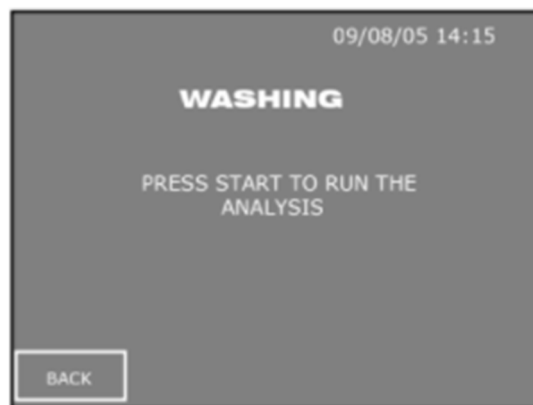 09/08/05 14:15
WASHING
PRESS START TO RUN THE
ANALYSIS
BACK